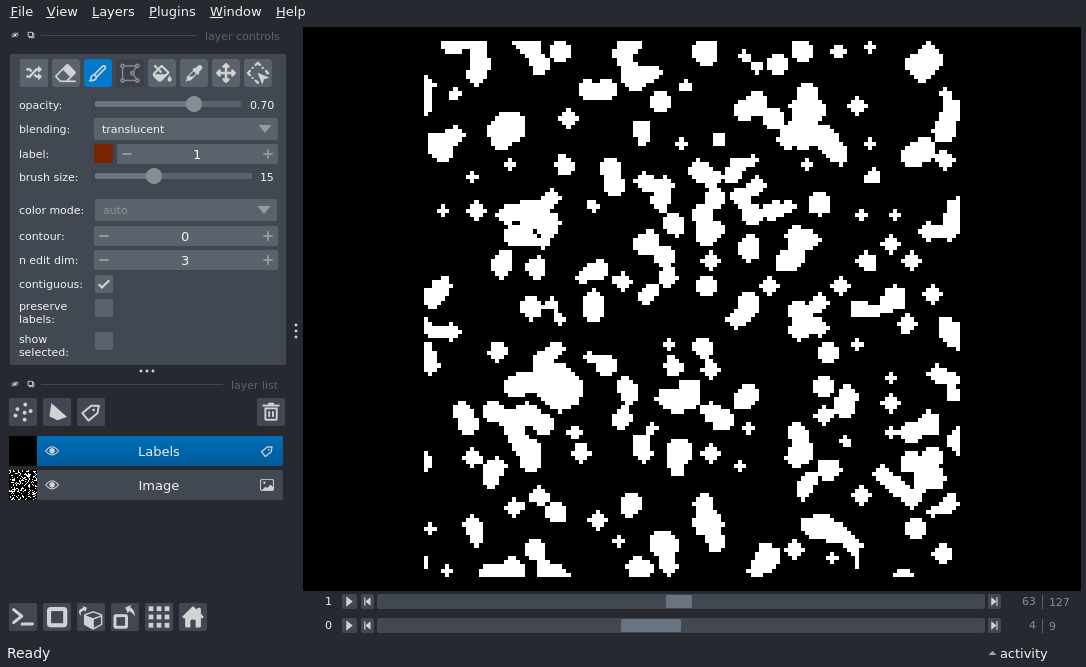 File View Layers Plugins Window Help
layer controls
opacity: 0.70
blending: translucent
label: 1
brush size: 15
color mode: auto
contour: 0
n edit dim: 3
contiguous:
preserve
labels:
show
selected:
layer list
Labels
Image
1 63 127
0 4 9
Ready activity